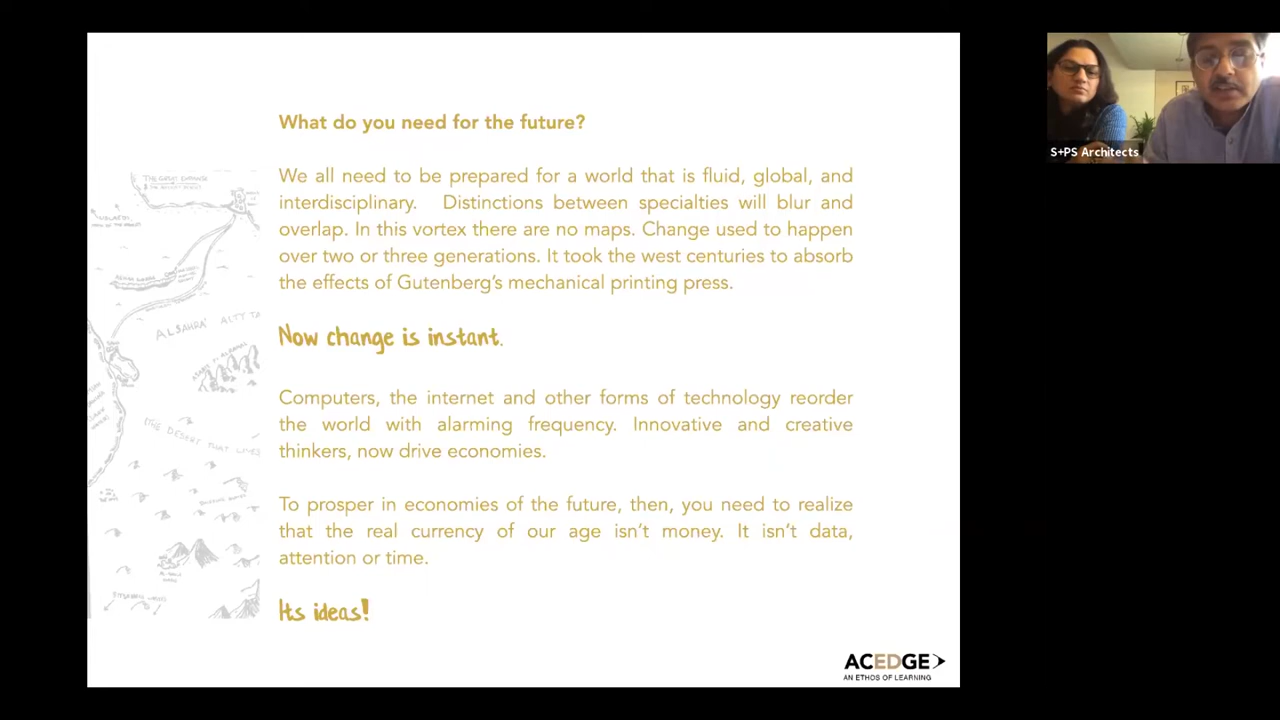 What do you need for the future?
We all need to be prepared for a world that is fluid, global, and
interdisciplinary. Distinctions between specialties will blur and
overlap. In this vortex there are no maps. Change used to happen
over two or three generations. It took the west centuries to absorb
the effects of Gutenberg's mechanical printing press.
Now change is instant.
Computers, the internet and other forms of technology reorder
the world with alarming frequency. Innovative and creative
thinkers, now drive economies.
To prosper in economies of the future, then, you need to realize
that the real currency of our age isn't money. It isn't data,
attention or time.
Its ideas!
ALSAHRA'
THE DESERT THAT LIVES
ACEDGE
AN ETHOS OF LEARNING
S+PS Architects